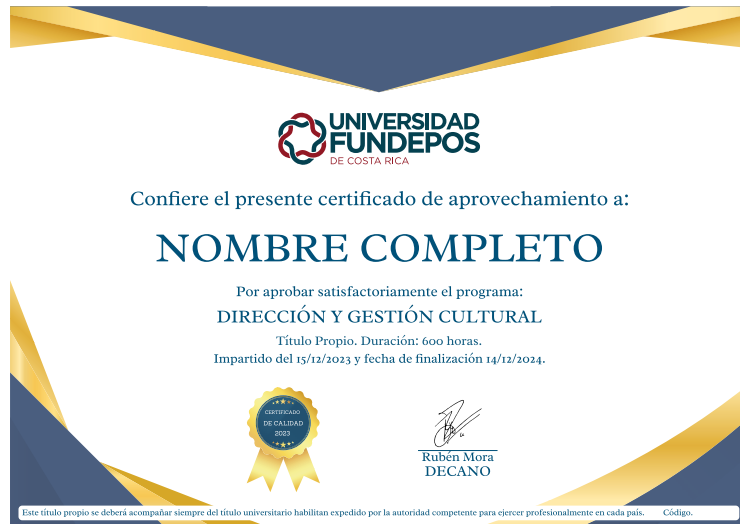 UNIVERSIDAD
FUNDEPOS
DE COSTA RICA
Confiere el presente certificado de aprovechamiento a:
NOMBRE COMPLETO
Por aprobar satisfactoriamente el programa:
DIRECCIÓN Y GESTIÓN CULTURAL
Título Propio. Duración: 600 horas.
Impartido del 15/12/2023 y fecha de finalización 14/12/2024.
CERTIFICADO
DE CALIDAD
2023
Rubén Mora
DECANO
Este título propio se deberá acompañar siempre del título universitario habilitan expedido por la autoridad competente para ejercer profesionalmente en cada país. Código.